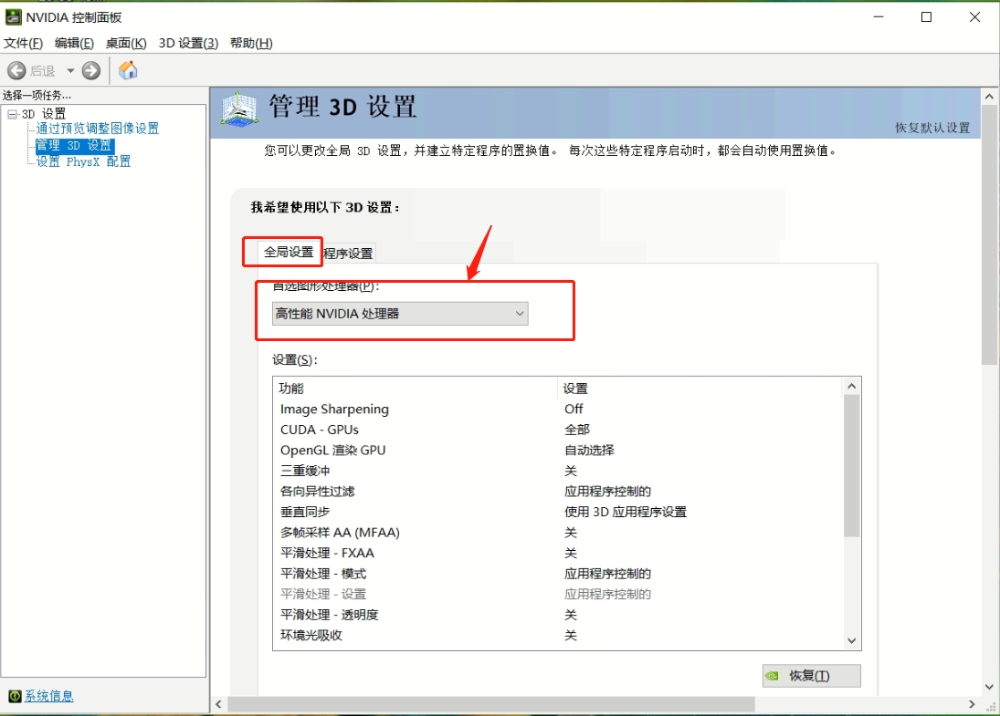 NVIDIA 控制面板
文件(F) 编辑(E) 桌面(K) 3D 设置(3) 帮助(H)
后退
选择一项任务...
3D 设置
通过预览调整图像设置
管理 3D 设置
设置 PhysX 配置
系统信息
管理 3D 设置
恢复默认设置
您可以更改全局 3D 设置，并建立特定程序的置换值。 每次这些特定程序启动时，都会自动使用置换值。
我希望使用以下 3D 设置：
全局设置 程序设置
首选图形处理器(P)：
高性能 NVIDIA 处理器
设置(S)：
功能 设置
Image Sharpening Off
CUDA - GPUs 全部
OpenGL 渲染 GPU 自动选择
三重缓冲 关
各向异性过滤 应用程序控制的
垂直同步 使用 3D 应用程序设置
多帧采样 AA (MFAA) 关
平滑处理 - FXAA 关
平滑处理 - 模式 应用程序控制的
平滑处理 - 设置 应用程序控制的
平滑处理 - 透明度 关
环境光吸收 关
恢复(T)